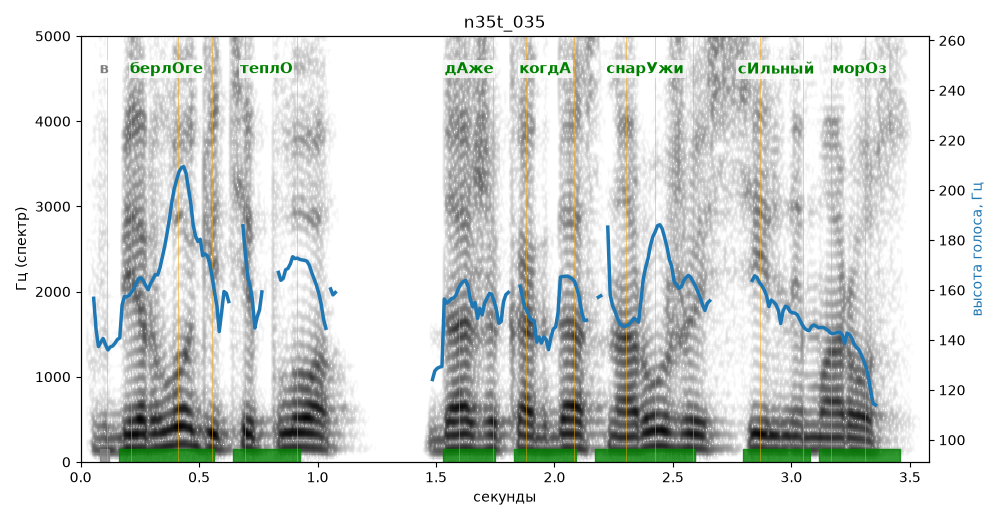 n35t_035
5000 4000 3000 2000 1000 0
Гц (спектр)
в берлОге теплО дАже когдА снарУжи сИльный морОз
260 240 220 200 180 160 140 120 100
высота голоса, Гц
0.0 0.5 1.0 1.5 2.0 2.5 3.0 3.5
секунды